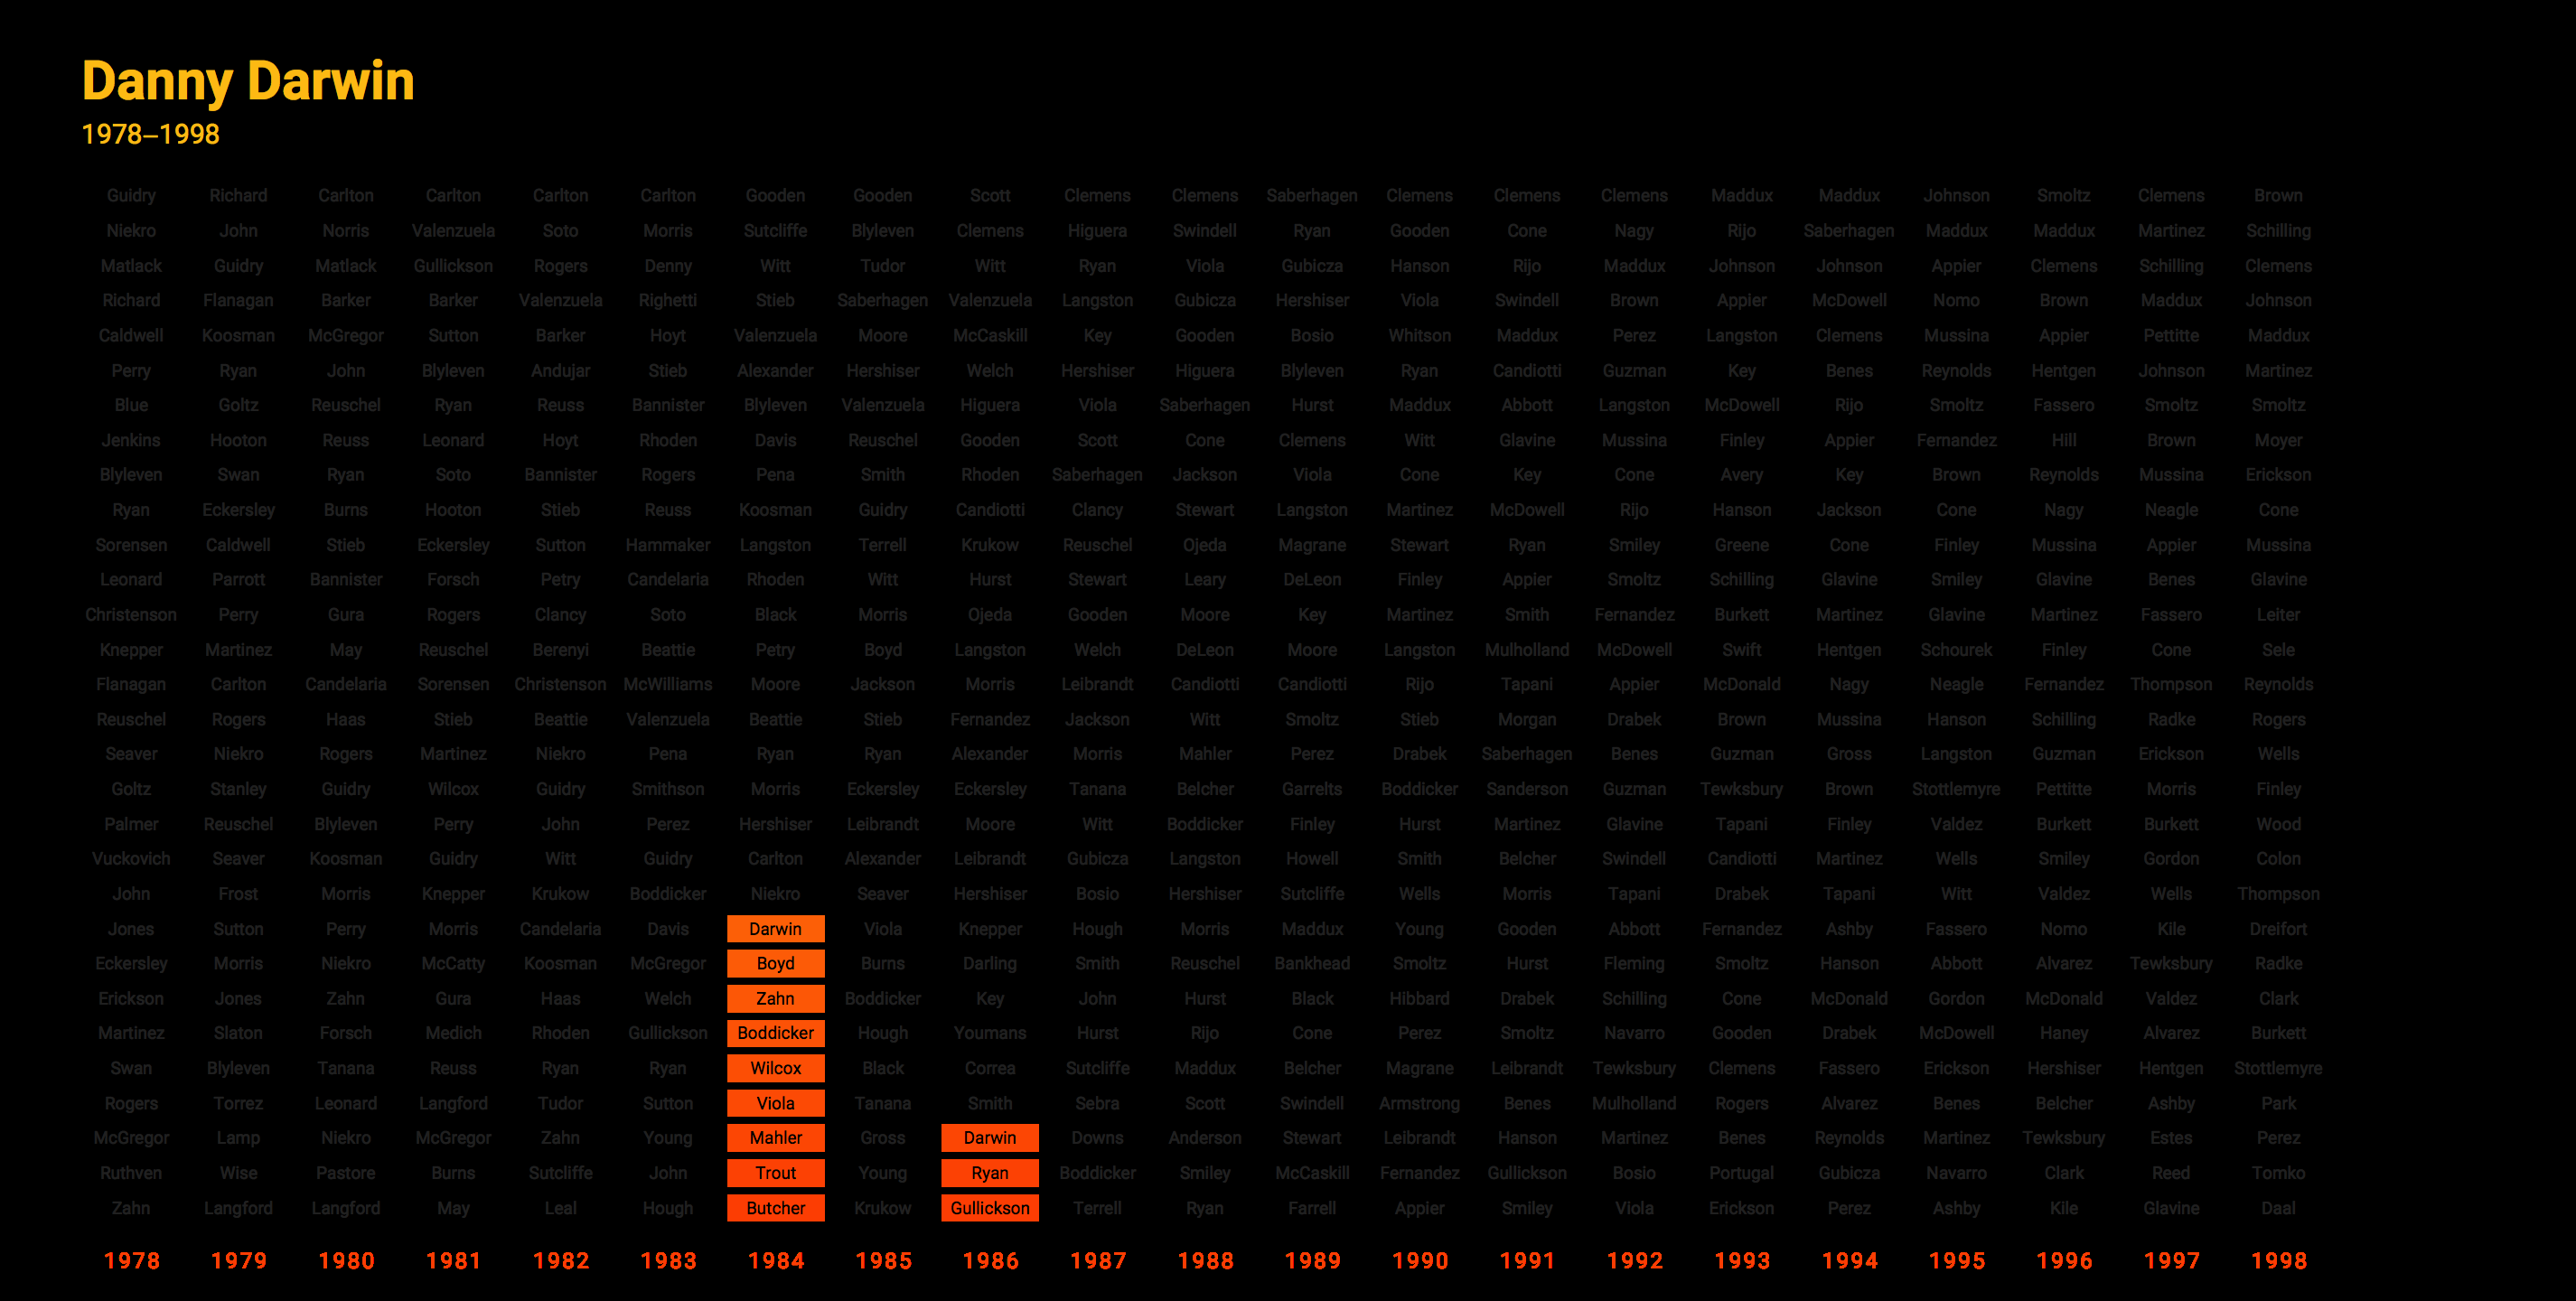 Danny Darwin
1978–1998
Guidry Richard Carlton Carlton Carlton Carlton Gooden Gooden Scott Clemens Clemens Saberhagen Clemens Clemens Clemens Maddux Maddux Johnson Smoltz Clemens Brown
Niekro John Norris Valenzuela Soto Morris Sutcliffe Blyleven Clemens Higuera Swindell Ryan Gooden Cone Nagy Rijo Saberhagen Maddux Maddux Martinez Schilling
Matlack Guidry Matlack Gullickson Rogers Denny Witt Tudor Witt Ryan Viola Gubicza Hanson Rijo Maddux Johnson Johnson Appier Clemens Schilling Clemens
Richard Flanagan Barker Barker Valenzuela Righetti Stieb Saberhagen Valenzuela Langston Gubicza Hershiser Viola Swindell Brown Appier McDowell Nomo Brown Maddux Johnson
Caldwell Koosman McGregor Sutton Barker Hoyt Valenzuela Moore McCaskill Key Gooden Bosio Whitson Maddux Perez Langston Clemens Mussina Appier Pettitte Maddux
Perry Ryan John Blyleven Andujar Stieb Alexander Hershiser Welch Hershiser Higuera Blyleven Ryan Candiotti Guzman Key Benes Reynolds Hentgen Johnson Martinez
Blue Goltz Reuschel Ryan Reuss Bannister Blyleven Valenzuela Higuera Viola Saberhagen Hurst Maddux Abbott Langston McDowell Rijo Smoltz Fassero Smoltz Smoltz
Jenkins Hooton Reuss Leonard Hoyt Rhoden Davis Reuschel Gooden Scott Cone Clemens Witt Glavine Mussina Finley Appier Fernandez Hill Brown Moyer
Blyleven Swan Ryan Soto Bannister Rogers Pena Smith Rhoden Saberhagen Jackson Viola Cone Key Cone Avery Key Brown Reynolds Mussina Erickson
Ryan Eckersley Burns Hooton Stieb Reuss Koosman Guidry Candiotti Clancy Stewart Langston Martinez McDowell Rijo Hanson Jackson Cone Nagy Neagle Cone
Sorensen Caldwell Stieb Eckersley Sutton Hammaker Langston Terrell Krukow Reuschel Ojeda Magrane Stewart Ryan Smiley Greene Cone Finley Mussina Appier Mussina
Leonard Parrott Bannister Forsch Petry Candelaria Rhoden Witt Hurst Stewart Leary DeLeon Finley Appier Smoltz Schilling Glavine Smiley Glavine Benes Glavine
Christenson Perry Gura Rogers Clancy Soto Black Morris Ojeda Gooden Moore Key Martinez Smith Fernandez Burkett Martinez Glavine Martinez Fassero Leiter
Knepper Martinez May Reuschel Berenyi Beattie Petry Boyd Langston Welch DeLeon Moore Langston Mulholland McDowell Swift Hentgen Schourek Finley Cone Sele
Flanagan Carlton Candelaria Sorensen Christenson McWilliams Moore Jackson Morris Leibrandt Candiotti Candiotti Rijo Tapani Appier McDonald Nagy Neagle Fernandez Thompson Reynolds
Reuschel Rogers Haas Stieb Beattie Valenzuela Beattie Stieb Fernandez Jackson Witt Smoltz Stieb Morgan Drabek Brown Mussina Hanson Schilling Radke Rogers
Seaver Niekro Rogers Martinez Niekro Pena Ryan Ryan Alexander Morris Mahler Perez Drabek Saberhagen Benes Guzman Gross Langston Guzman Erickson Wells
Goltz Stanley Guidry Wilcox Guidry Smithson Morris Eckersley Eckersley Tanana Belcher Garrelts Boddicker Sanderson Guzman Tewksbury Brown Stottlemyre Pettitte Morris Finley
Palmer Reuschel Blyleven Perry John Perez Hershiser Leibrandt Moore Witt Boddicker Finley Hurst Martinez Glavine Tapani Finley Valdez Burkett Burkett Wood
Vuckovich Seaver Koosman Guidry Witt Guidry Carlton Alexander Leibrandt Gubicza Langston Howell Smith Belcher Swindell Candiotti Martinez Wells Smiley Gordon Colon
John Frost Morris Knepper Krukow Boddicker Niekro Seaver Hershiser Bosio Hershiser Sutcliffe Wells Morris Tapani Drabek Tapani Witt Valdez Wells Thompson
Jones Sutton Perry Morris Candelaria Davis Darwin Viola Knepper Hough Morris Maddux Young Gooden Abbott Fernandez Ashby Fassero Nomo Kile Dreifort
Eckersley Morris Niekro McCatty Koosman McGregor Boyd Burns Darling Smith Reuschel Bankhead Smoltz Hurst Fleming Smoltz Hanson Abbott Alvarez Tewksbury Radke
Erickson Jones Zahn Gura Haas Welch Zahn Boddicker Key John Hurst Black Hibbard Drabek Schilling Cone McDonald Gordon McDonald Valdez Clark
Martinez Slaton Forsch Medich Rhoden Gullickson Boddicker Hough Youmans Hurst Rijo Cone Perez Smoltz Navarro Gooden Drabek McDowell Haney Alvarez Burkett
Swan Blyleven Tanana Reuss Ryan Ryan Wilcox Black Correa Sutcliffe Maddux Belcher Magrane Leibrandt Tewksbury Clemens Fassero Erickson Hershiser Hentgen Stottlemyre
Rogers Torrez Leonard Langford Tudor Sutton Viola Tanana Smith Sebra Scott Swindell Armstrong Benes Mulholland Rogers Alvarez Benes Belcher Ashby Park
McGregor Lamp Niekro McGregor Zahn Young Mahler Gross Darwin Downs Anderson Stewart Leibrandt Hanson Martinez Benes Reynolds Martinez Tewksbury Estes Perez
Ruthven Wise Pastore Burns Sutcliffe John Trout Young Ryan Boddicker Smiley McCaskill Fernandez Gullickson Bosio Portugal Gubicza Navarro Clark Reed Tomko
Zahn Langford Langford May Leal Hough Butcher Krukow Gullickson Terrell Ryan Farrell Appier Smiley Viola Erickson Perez Ashby Kile Glavine Daal
1978 1979 1980 1981 1982 1983 1984 1985 1986 1987 1988 1989 1990 1991 1992 1993 1994 1995 1996 1997 1998